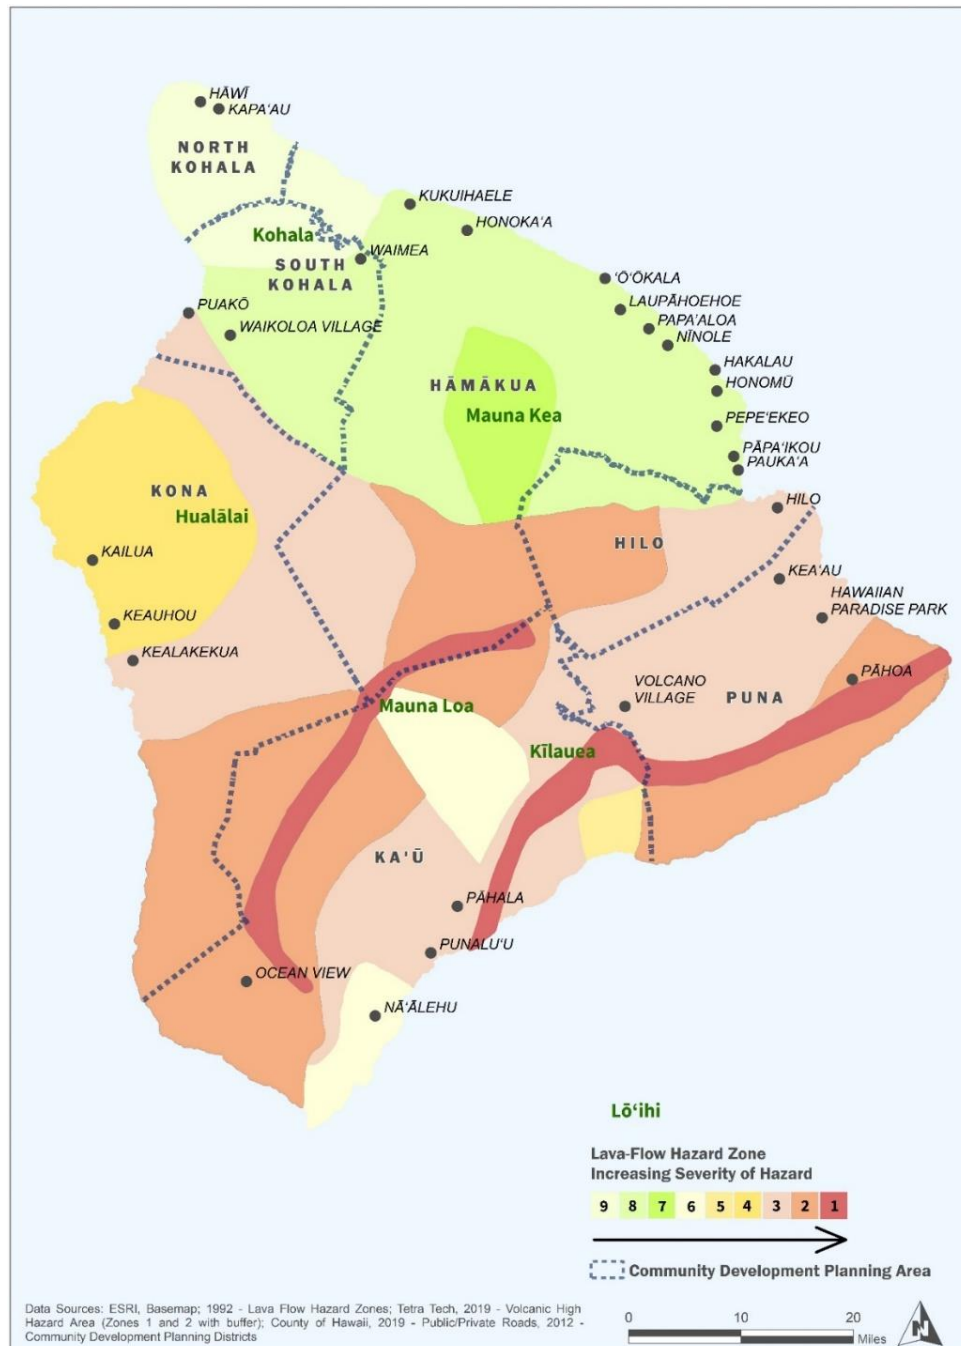 HĀWĪ
KAPA‘AU
NORTH
KOHALA
KUKUIHAELE
HONOKA‘A
Kohala
WAIMEA
SOUTH
KOHALA
‘Ō‘ŌKALA
LAUPĀHOEHOE
PUAKŌ
PAPA‘ALOA
WAIKOLOA VILLAGE
NĪNOLE
HAKALAU
HĀMĀKUA
HONOMŪ
Mauna Kea
PEPE‘EKEO
PĀPA‘IKOU
PAUKA‘A
KONA
HILO
Hualālai
HILO
KAILUA
KEA‘AU
HAWAIIAN
PARADISE PARK
KEAUHOU
KEALAKEKUA
PĀHOA
VOLCANO
VILLAGE
PUNA
Mauna Loa
Kīlauea
KA‘Ū
PĀHALA
PUNALU‘U
OCEAN VIEW
NĀ‘ĀLEHU
Lō‘ihi
Lava-Flow Hazard Zone
Increasing Severity of Hazard
9 8 7 6 5 4 3 2 1
Community Development Planning Area
Data Sources: ESRI, Basemap; 1992 - Lava Flow Hazard Zones; Tetra Tech, 2019 - Volcanic High
Hazard Area (Zones 1 and 2 with buffer); County of Hawaii, 2019 - Public/Private Roads, 2012 -
Community Development Planning Districts
0 10 20
Miles
N